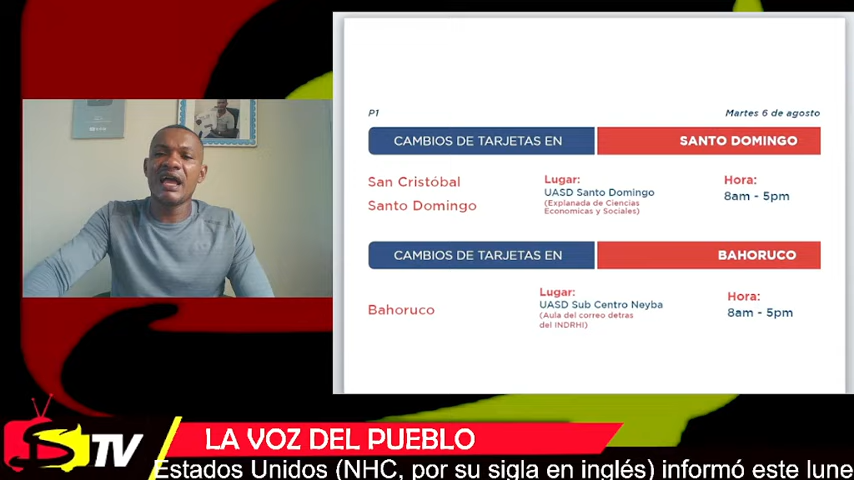 P1
Martes 6 de agosto
CAMBIOS DE TARJETAS EN
SANTO DOMINGO
San Cristóbal
Santo Domingo
Lugar:
UASD Santo Domingo
(Explanada de Ciencias
Economicas y Sociales)
Hora:
8am - 5pm
CAMBIOS DE TARJETAS EN
BAHORUCO
Bahoruco
Lugar:
UASD Sub Centro Neyba
(Aula del correo detras
del INDRHI)
Hora:
8am - 5pm
STV
LA VOZ DEL PUEBLO
Estados Unidos (NHC, por su sigla en inglés) informó este lune